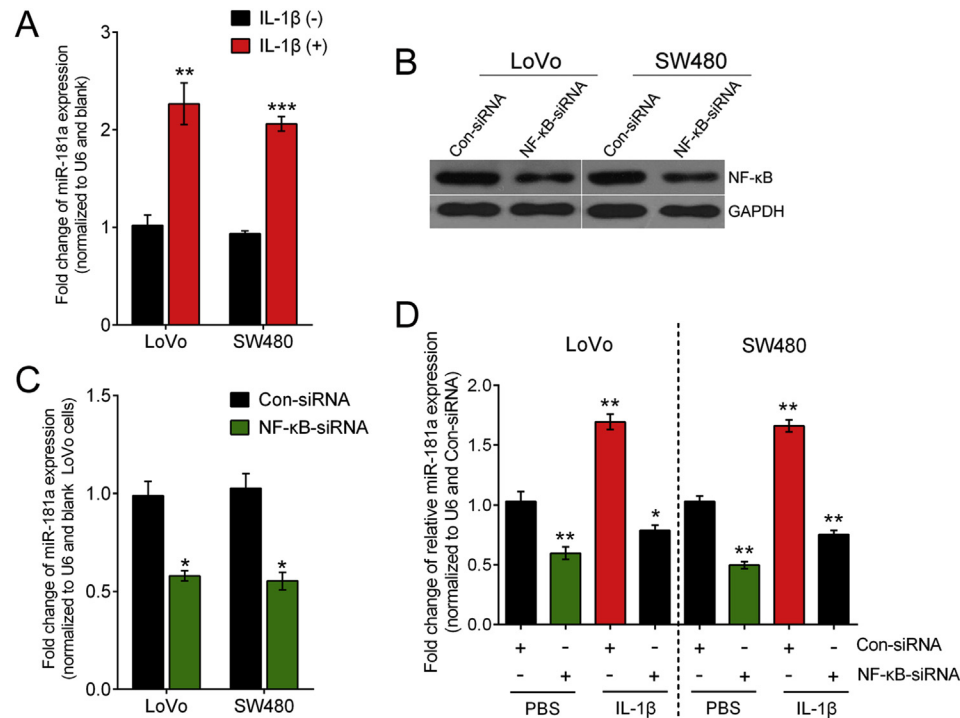 A
IL-1β (-)
IL-1β (+)
Fold change of miR-181a expression
(normalized to U6 and blank)
3
2
1
0
**
***
LoVo
SW480
B
LoVo
SW480
Con-siRNA
NF-κB-siRNA
Con-siRNA
NF-κB-siRNA
NF-κB
GAPDH
C
Con-siRNA
NF-κB-siRNA
Fold change of miR-181a expression
(normalized to U6 and blank LoVo cells)
1.5
1.0
0.5
0.0
*
*
LoVo
SW480
D
LoVo
SW480
Fold change of relative miR-181a expression
(normalized to U6 and Con-siRNA)
2.0
1.5
1.0
0.5
0.0
**
**
*
**
**
**
+ - + - + - + - Con-siRNA
- + - + - + - + NF-κB-siRNA
PBS
IL-1β
PBS
IL-1β